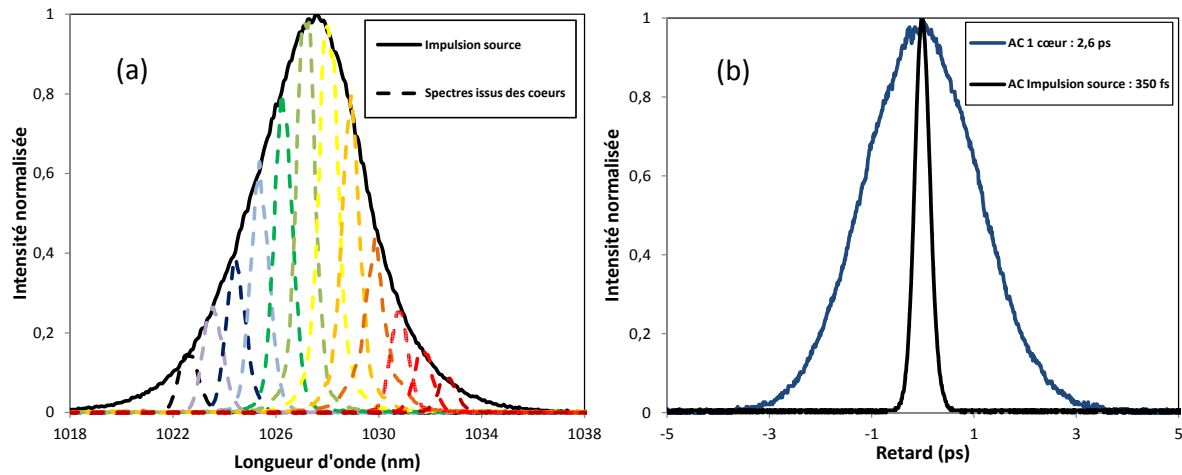 (a)
Impulsion source
Spectres issus des coeurs
Intensité normalisée
1
0,8
0,6
0,4
0,2
0
1018
1022
1026
1030
1034
1038
Longueur d'onde (nm)
(b)
AC 1 cœur : 2,6 ps
AC Impulsion source : 350 fs
Intensité normalisée
1
0,8
0,6
0,4
0,2
0
-5
-3
-1
1
3
5
Retard (ps)